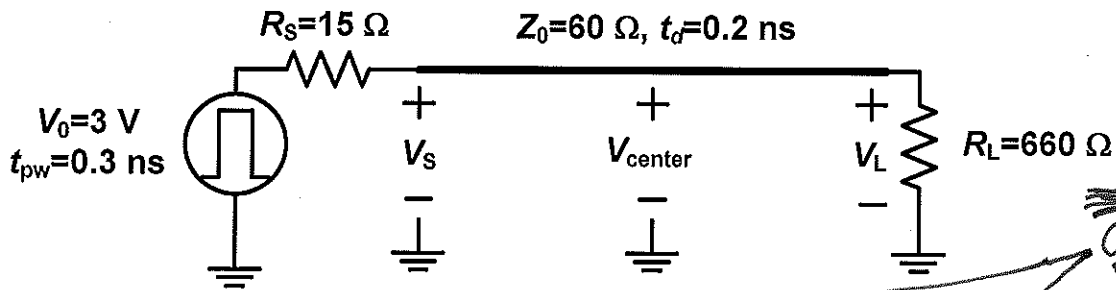 R_S=15 Ω
Z_0=60 Ω, t_d=0.2 ns
V_0=3 V
t_pw=0.3 ns
+
+
+
V_S
V_center
V_L
R_L=660 Ω
−
−
−